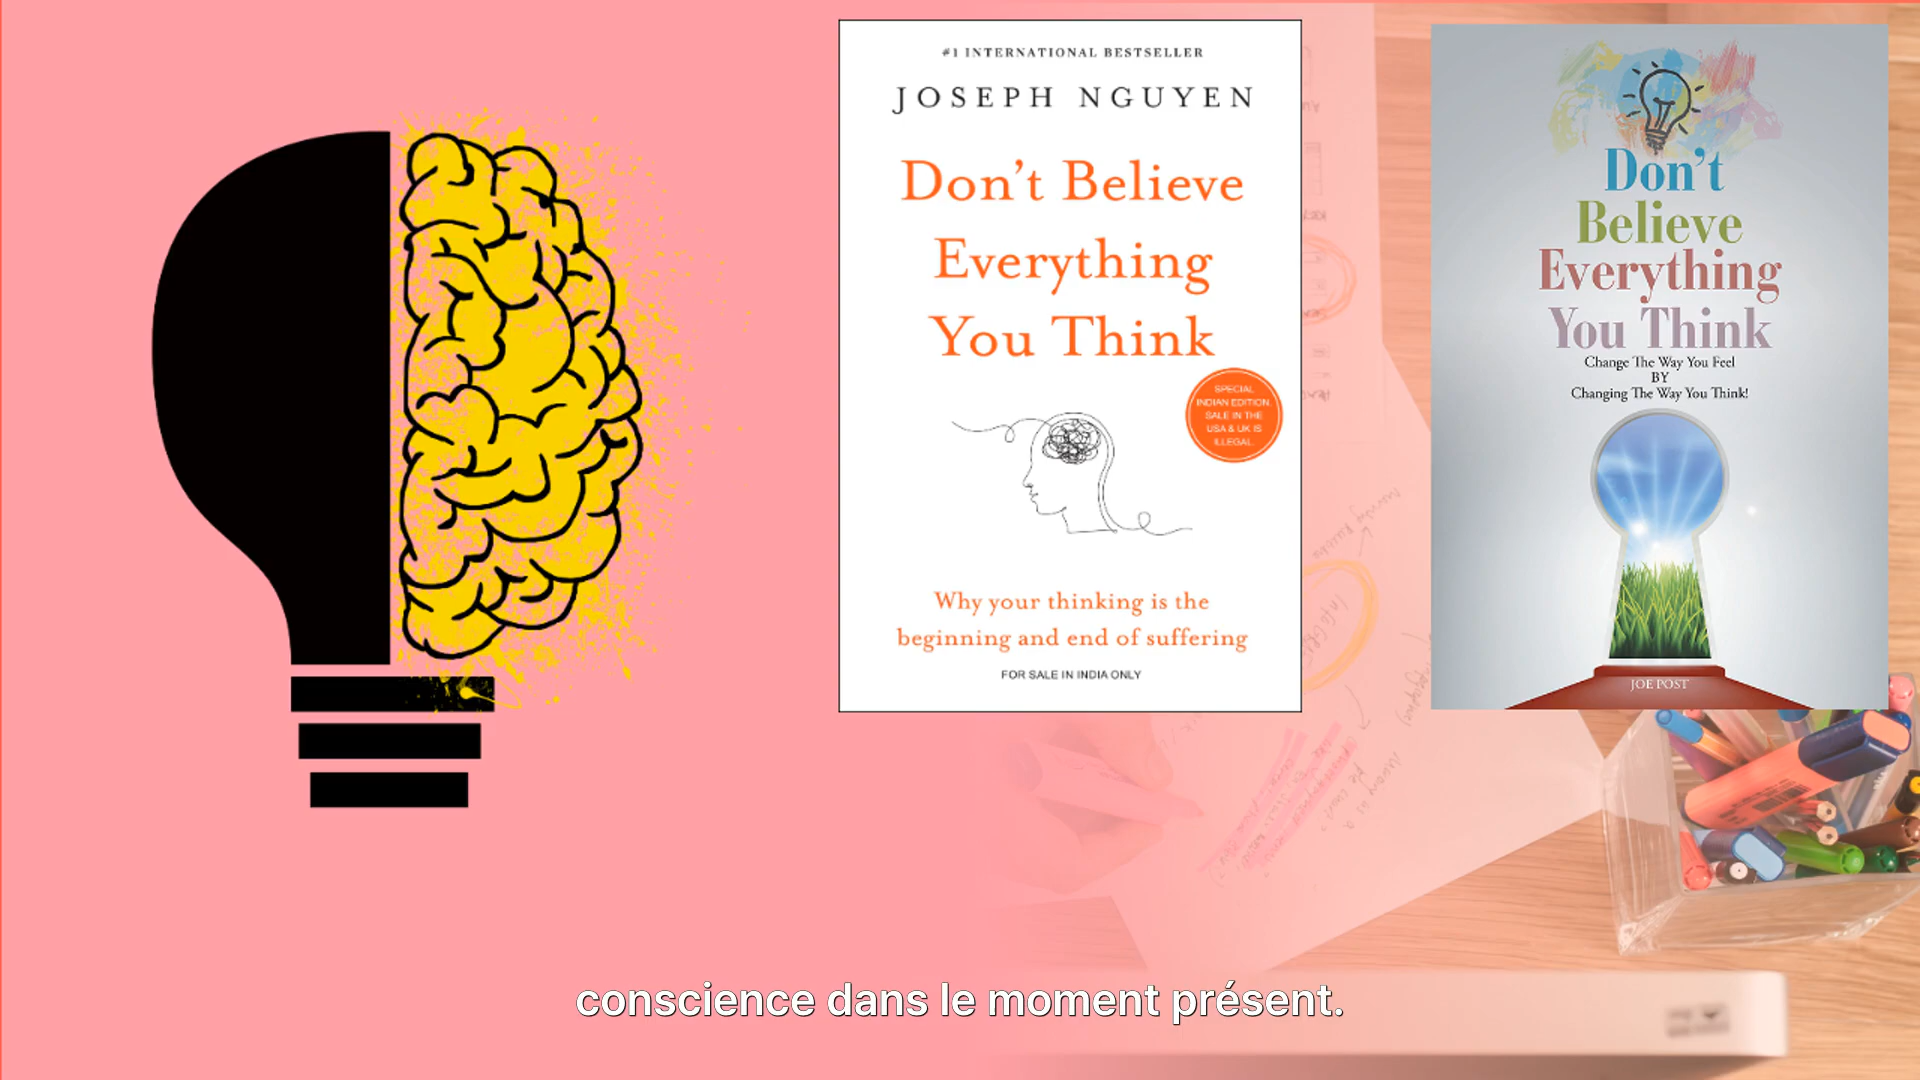 #1 INTERNATIONAL BESTSELLER
JOSEPH NGUYEN
Don't Believe
Everything
You Think
SPECIAL
INDIAN EDITION.
SALE IN THE
USA & UK IS
ILLEGAL
Why your thinking is the
beginning and end of suffering
FOR SALE IN INDIA ONLY
Don't
Believe
Everything
You Think
Change The Way You Feel
BY
Changing The Way You Think!
JOE POST
conscience dans le moment présent.